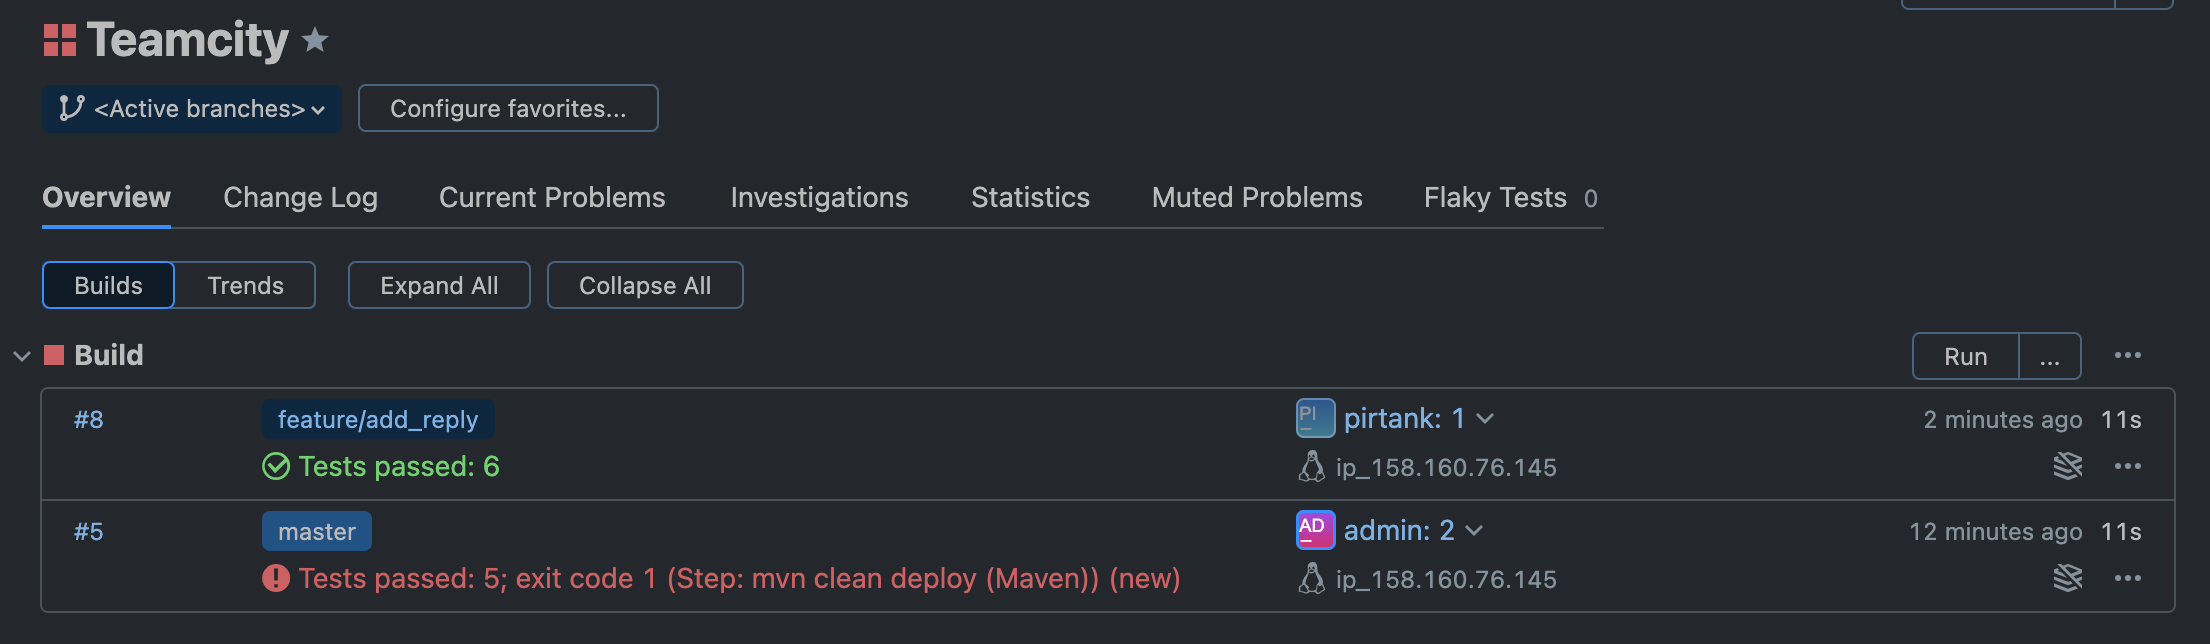 Teamcity
<Active branches> Configure favorites...
Overview Change Log Current Problems Investigations Statistics Muted Problems Flaky Tests 0
Builds Trends Expand All Collapse All
Build Run ...
#8 feature/add_reply PI pirtank: 1 2 minutes ago 11s
Tests passed: 6 ip_158.160.76.145
#5 master AD admin: 2 12 minutes ago 11s
Tests passed: 5; exit code 1 (Step: mvn clean deploy (Maven)) (new) ip_158.160.76.145